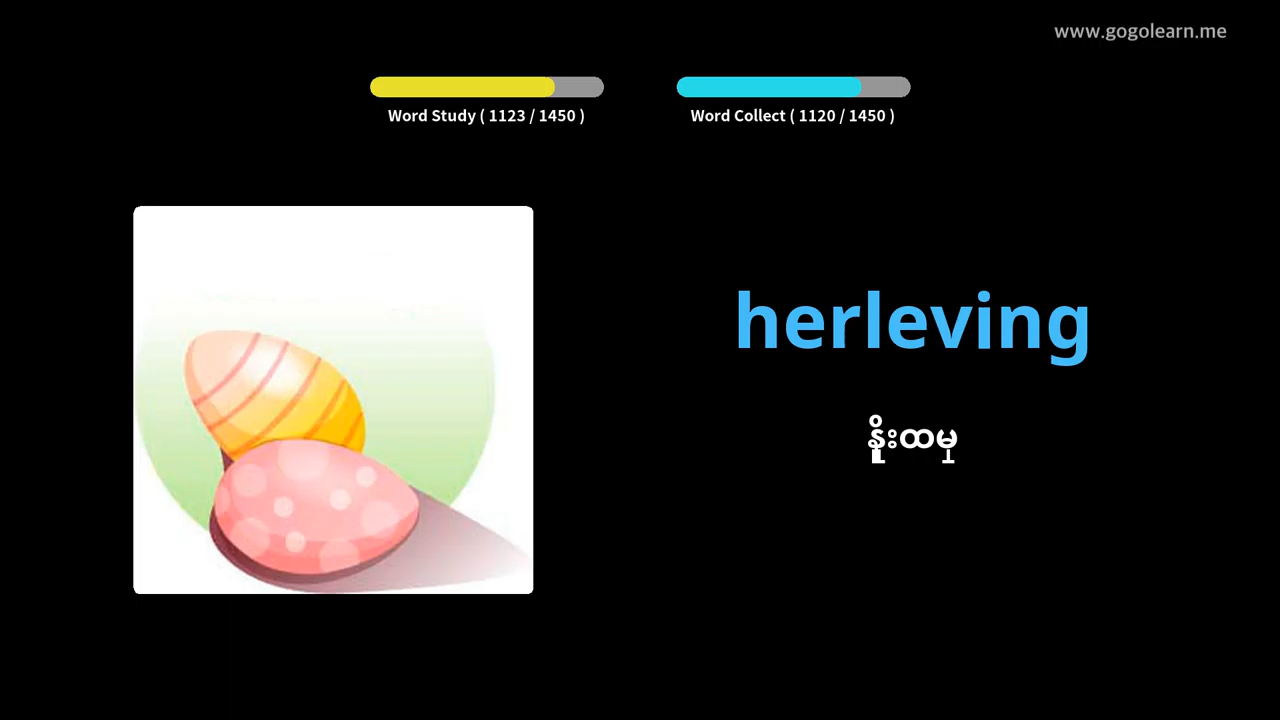 www.gogolearn.me
Word Study ( 1123 / 1450 )
Word Collect ( 1120 / 1450 )
herleving
နိူးထမှ